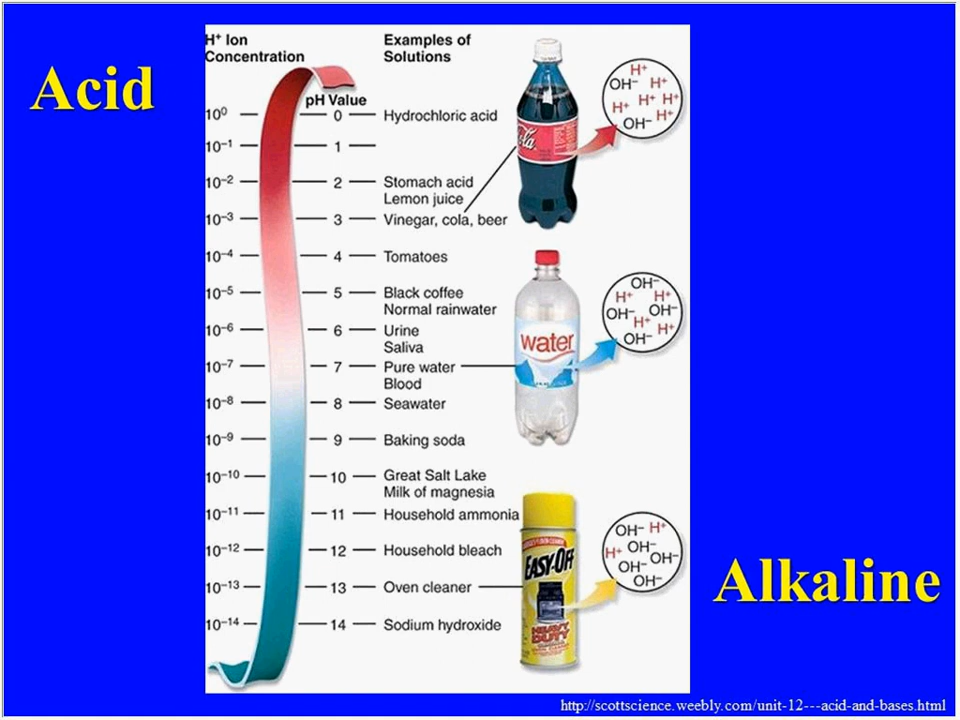 Acid
H⁺ Ion
Concentration
Examples of
Solutions
pH Value
10⁰ 0 Hydrochloric acid
10⁻¹ 1
10⁻² 2 Stomach acid
Lemon juice
10⁻³ 3 Vinegar, cola, beer
10⁻⁴ 4 Tomatoes
10⁻⁵ 5 Black coffee
Normal rainwater
10⁻⁶ 6 Urine
Saliva
10⁻⁷ 7 Pure water
Blood
10⁻⁸ 8 Seawater
10⁻⁹ 9 Baking soda
10⁻¹⁰ 10 Great Salt Lake
Milk of magnesia
10⁻¹¹ 11 Household ammonia
10⁻¹² 12 Household bleach
10⁻¹³ 13 Oven cleaner
10⁻¹⁴ 14 Sodium hydroxide
Cola
H⁺
OH⁻ H⁺
H⁺ H⁺ H⁺
OH⁻ H⁺
water
OH⁻
H⁺ H⁺
OH⁻ OH⁻
H⁺ H⁺
OH⁻
EASY-OFF
HEAVY
DUTY
OH⁻ H⁺
H⁺ OH⁻
OH⁻ OH⁻
OH⁻
Alkaline
http://scottscience.weebly.com/unit-12---acid-and-bases.html